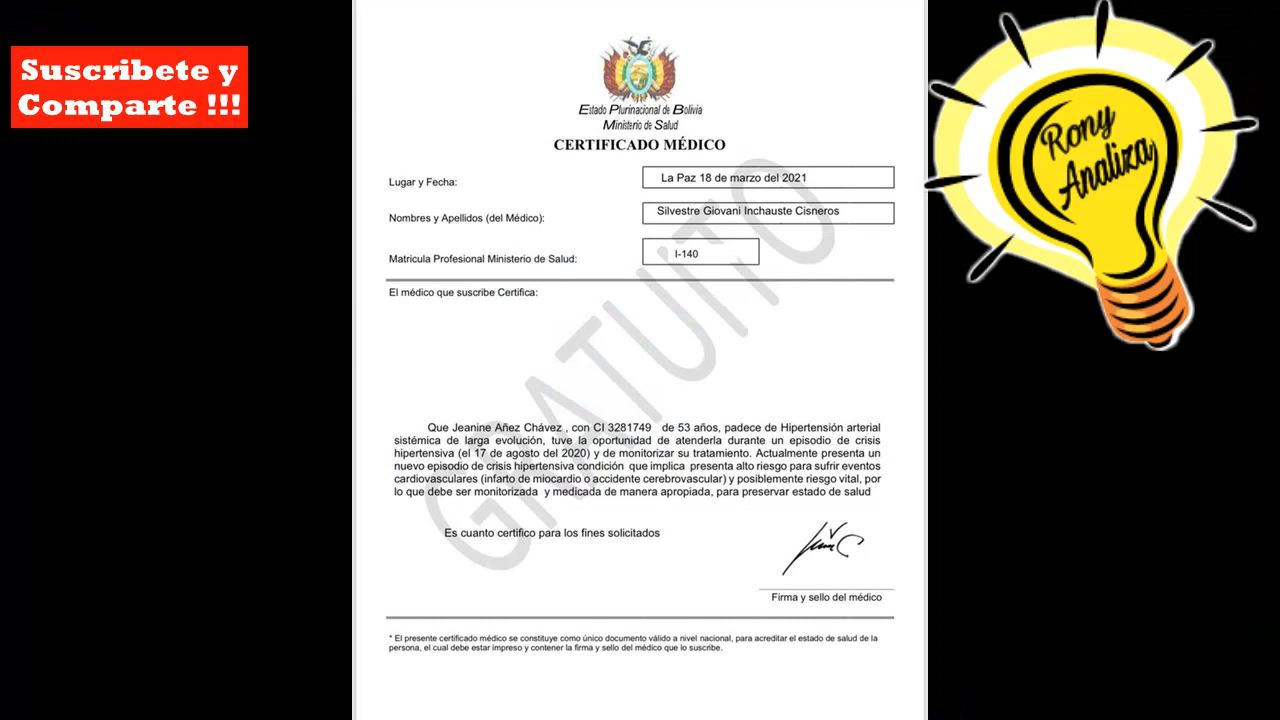 Suscribete y
Comparte !!!
Rony
Analiza
Estado Plurinacional de Bolivia
Ministerio de Salud
CERTIFICADO MÉDICO
Lugar y Fecha:
La Paz 18 de marzo del 2021
Nombres y Apellidos (del Médico):
Silvestre Giovani Inchauste Cisneros
Matricula Profesional Ministerio de Salud:
I-140
El médico que suscribe Certifica:
GRATUITO
Que Jeanine Añez Chávez , con CI 3281749 de 53 años, padece de Hipertensión arterial
sistémica de larga evolución, tuve la oportunidad de atenderla durante un episodio de crisis
hipertensiva (el 17 de agosto del 2020) y de monitorizar su tratamiento. Actualmente presenta un
nuevo episodio de crisis hipertensiva condición que implica presenta alto riesgo para sufrir eventos
cardiovasculares (infarto de miocardio o accidente cerebrovascular) y posiblemente riesgo vital, por
lo que debe ser monitorizada y medicada de manera apropiada, para preservar estado de salud
Es cuanto certifico para los fines solicitados
Firma y sello del médico
* El presente certificado médico se constituye como único documento válido a nivel nacional, para acreditar el estado de salud de la
persona, el cual debe estar impreso y contener la firma y sello del médico que lo suscribe.